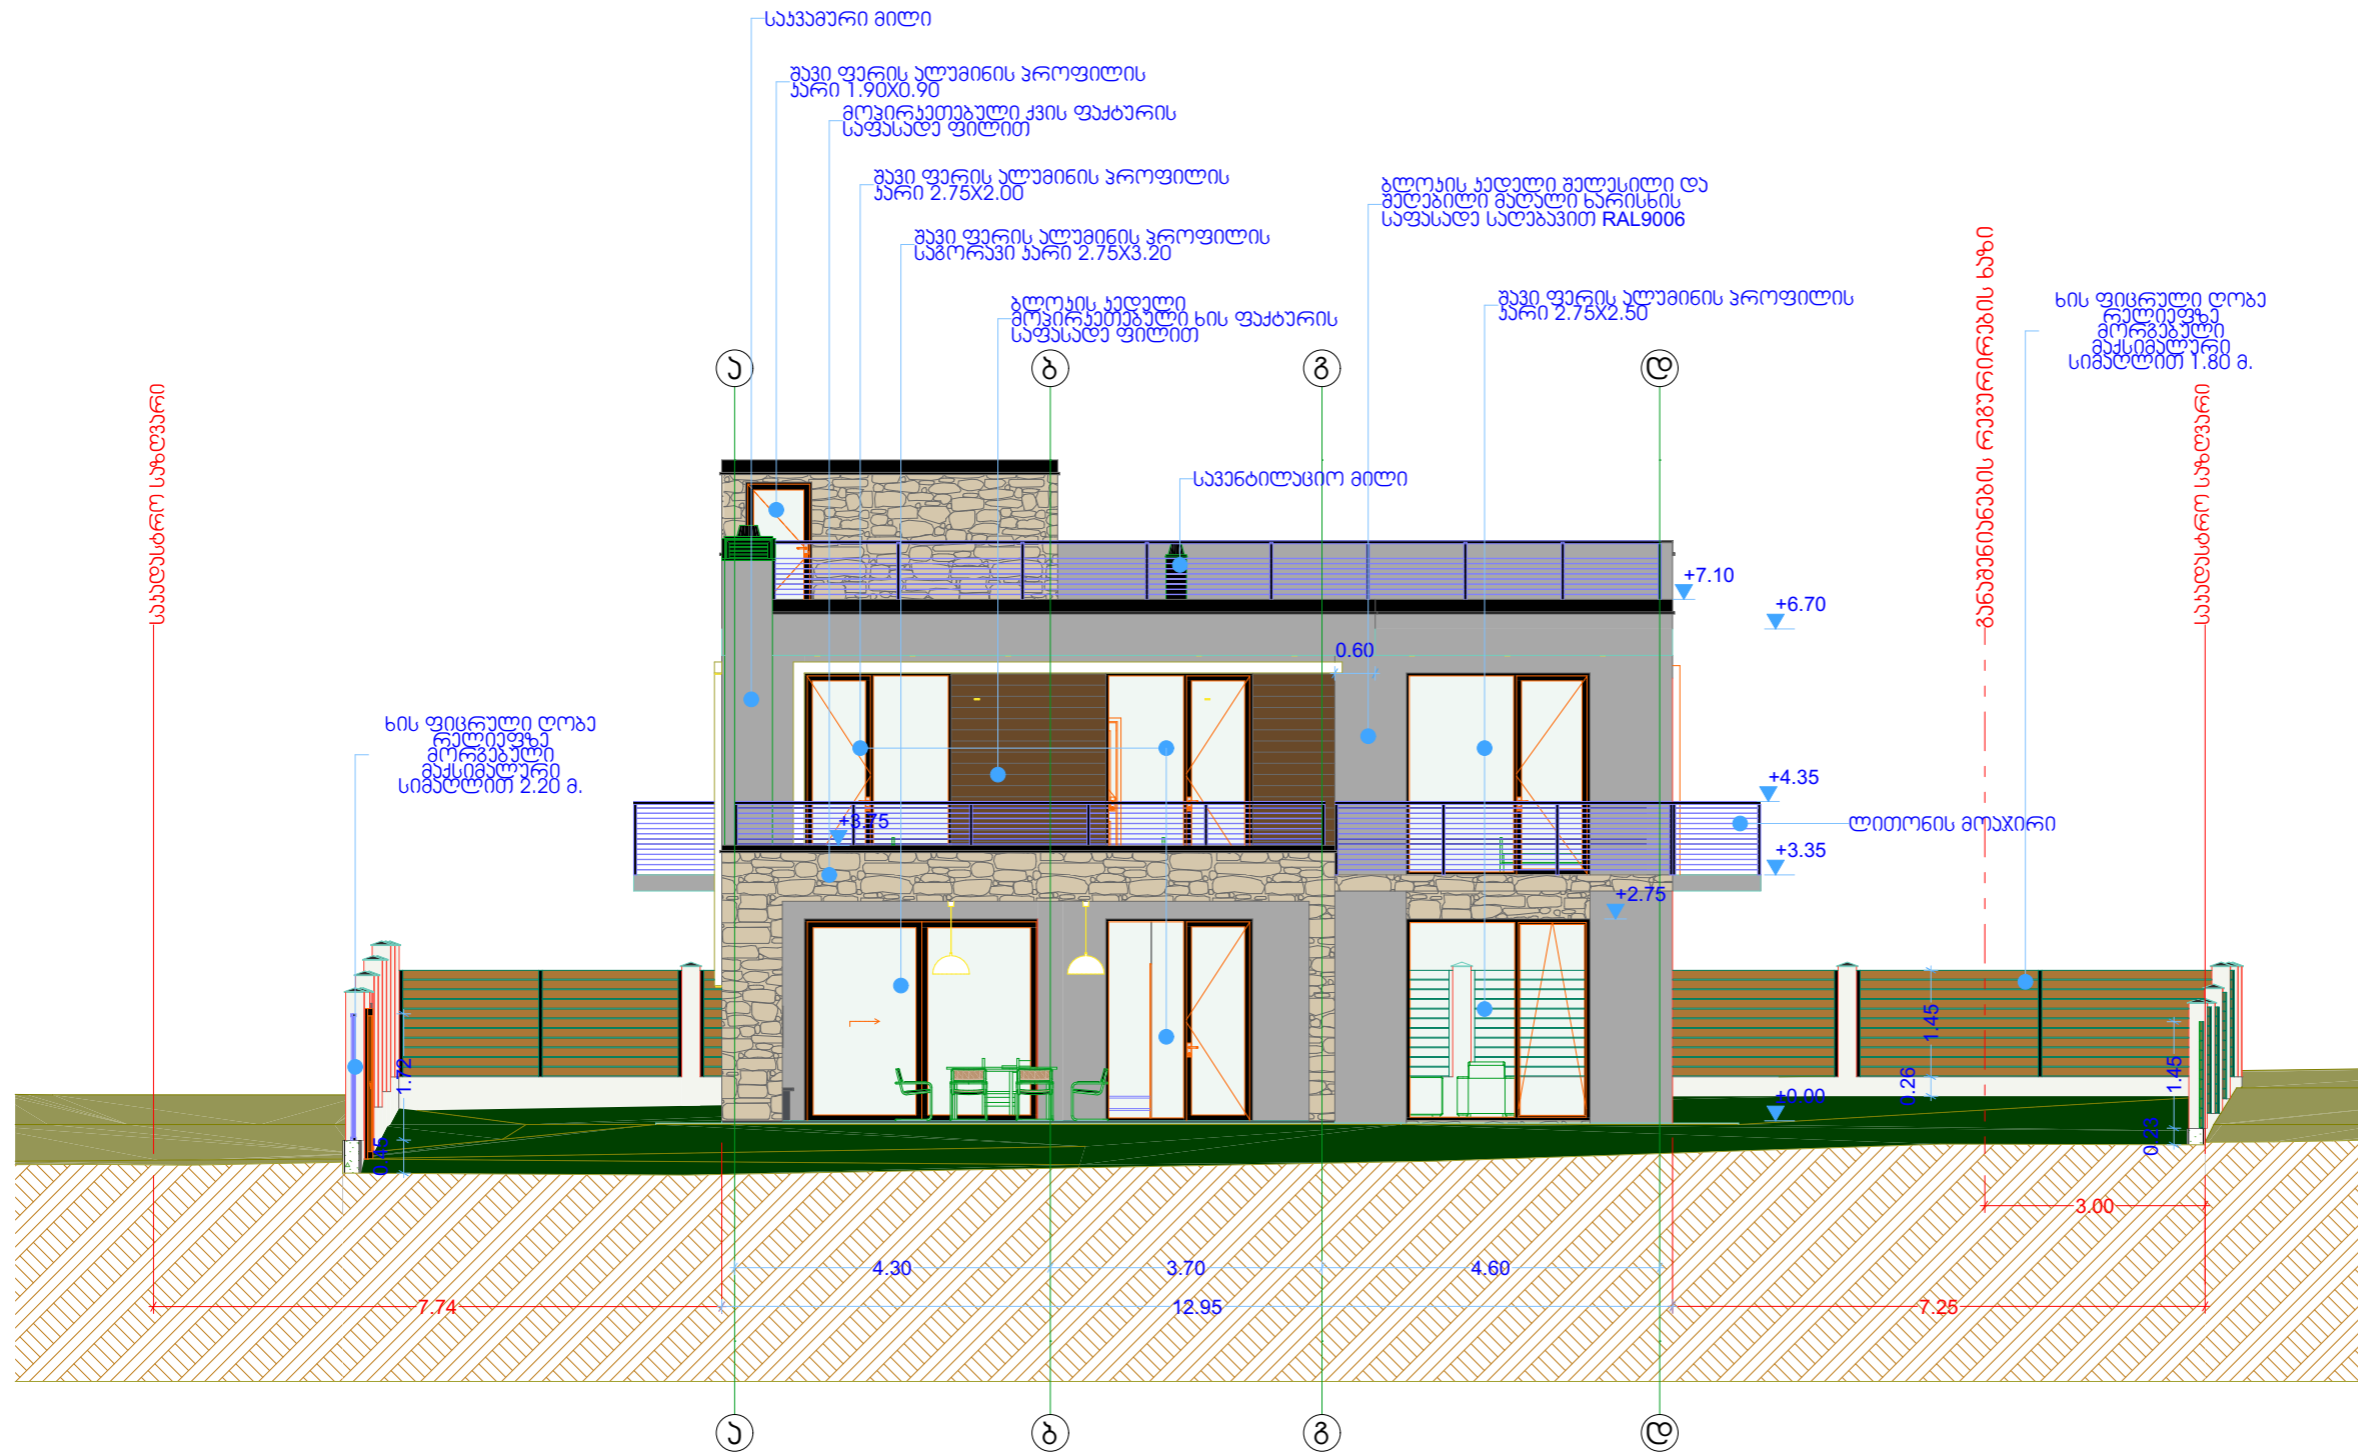 საკვამური მილი
შავი ფერის ალუმინის პროფილის
კარი 1.90X0.90
მოპირკეთებული ქვის ფაქტურის
საფასადე ფილით
შავი ფერის ალუმინის პროფილის
კარი 2.75X2.00
ბლოკის კედელი შელესილი და
შეღებილი მაღალი ხარისხის
საფასადე საღებავით RAL9006
შავი ფერის ალუმინის პროფილის
საგორავი კარი 2.75X3.20
ბლოკის კედელი
მოპირკეთებული ხის ფაქტურის
საფასადე ფილით
შავი ფერის ალუმინის პროფილის
კარი 2.75X2.50
ხის ფიცრული ღობე
რელიეფზე
მორგებული
მაქსიმალური
სიმაღლით 1.80 მ.
განაშენიანების რეგურირების ხაზი
საკადასტრო საზღვარი
საკადასტრო საზღვარი
ა
ბ
გ
დ
სავენტილაციო მილი
+7.10
+6.70
0.60
ხის ფიცრული ღობე
რელიეფზე
მორგებული
მაქსიმალური
სიმაღლით 2.20 მ.
+4.35
+3.75
ლითონის მოაჯირი
+3.35
+2.75
1.72
0.45
1.45
0.26
±0.00
1.45
0.23
3.00
4.30
3.70
4.60
7.74
12.95
7.25
ა
ბ
გ
დ